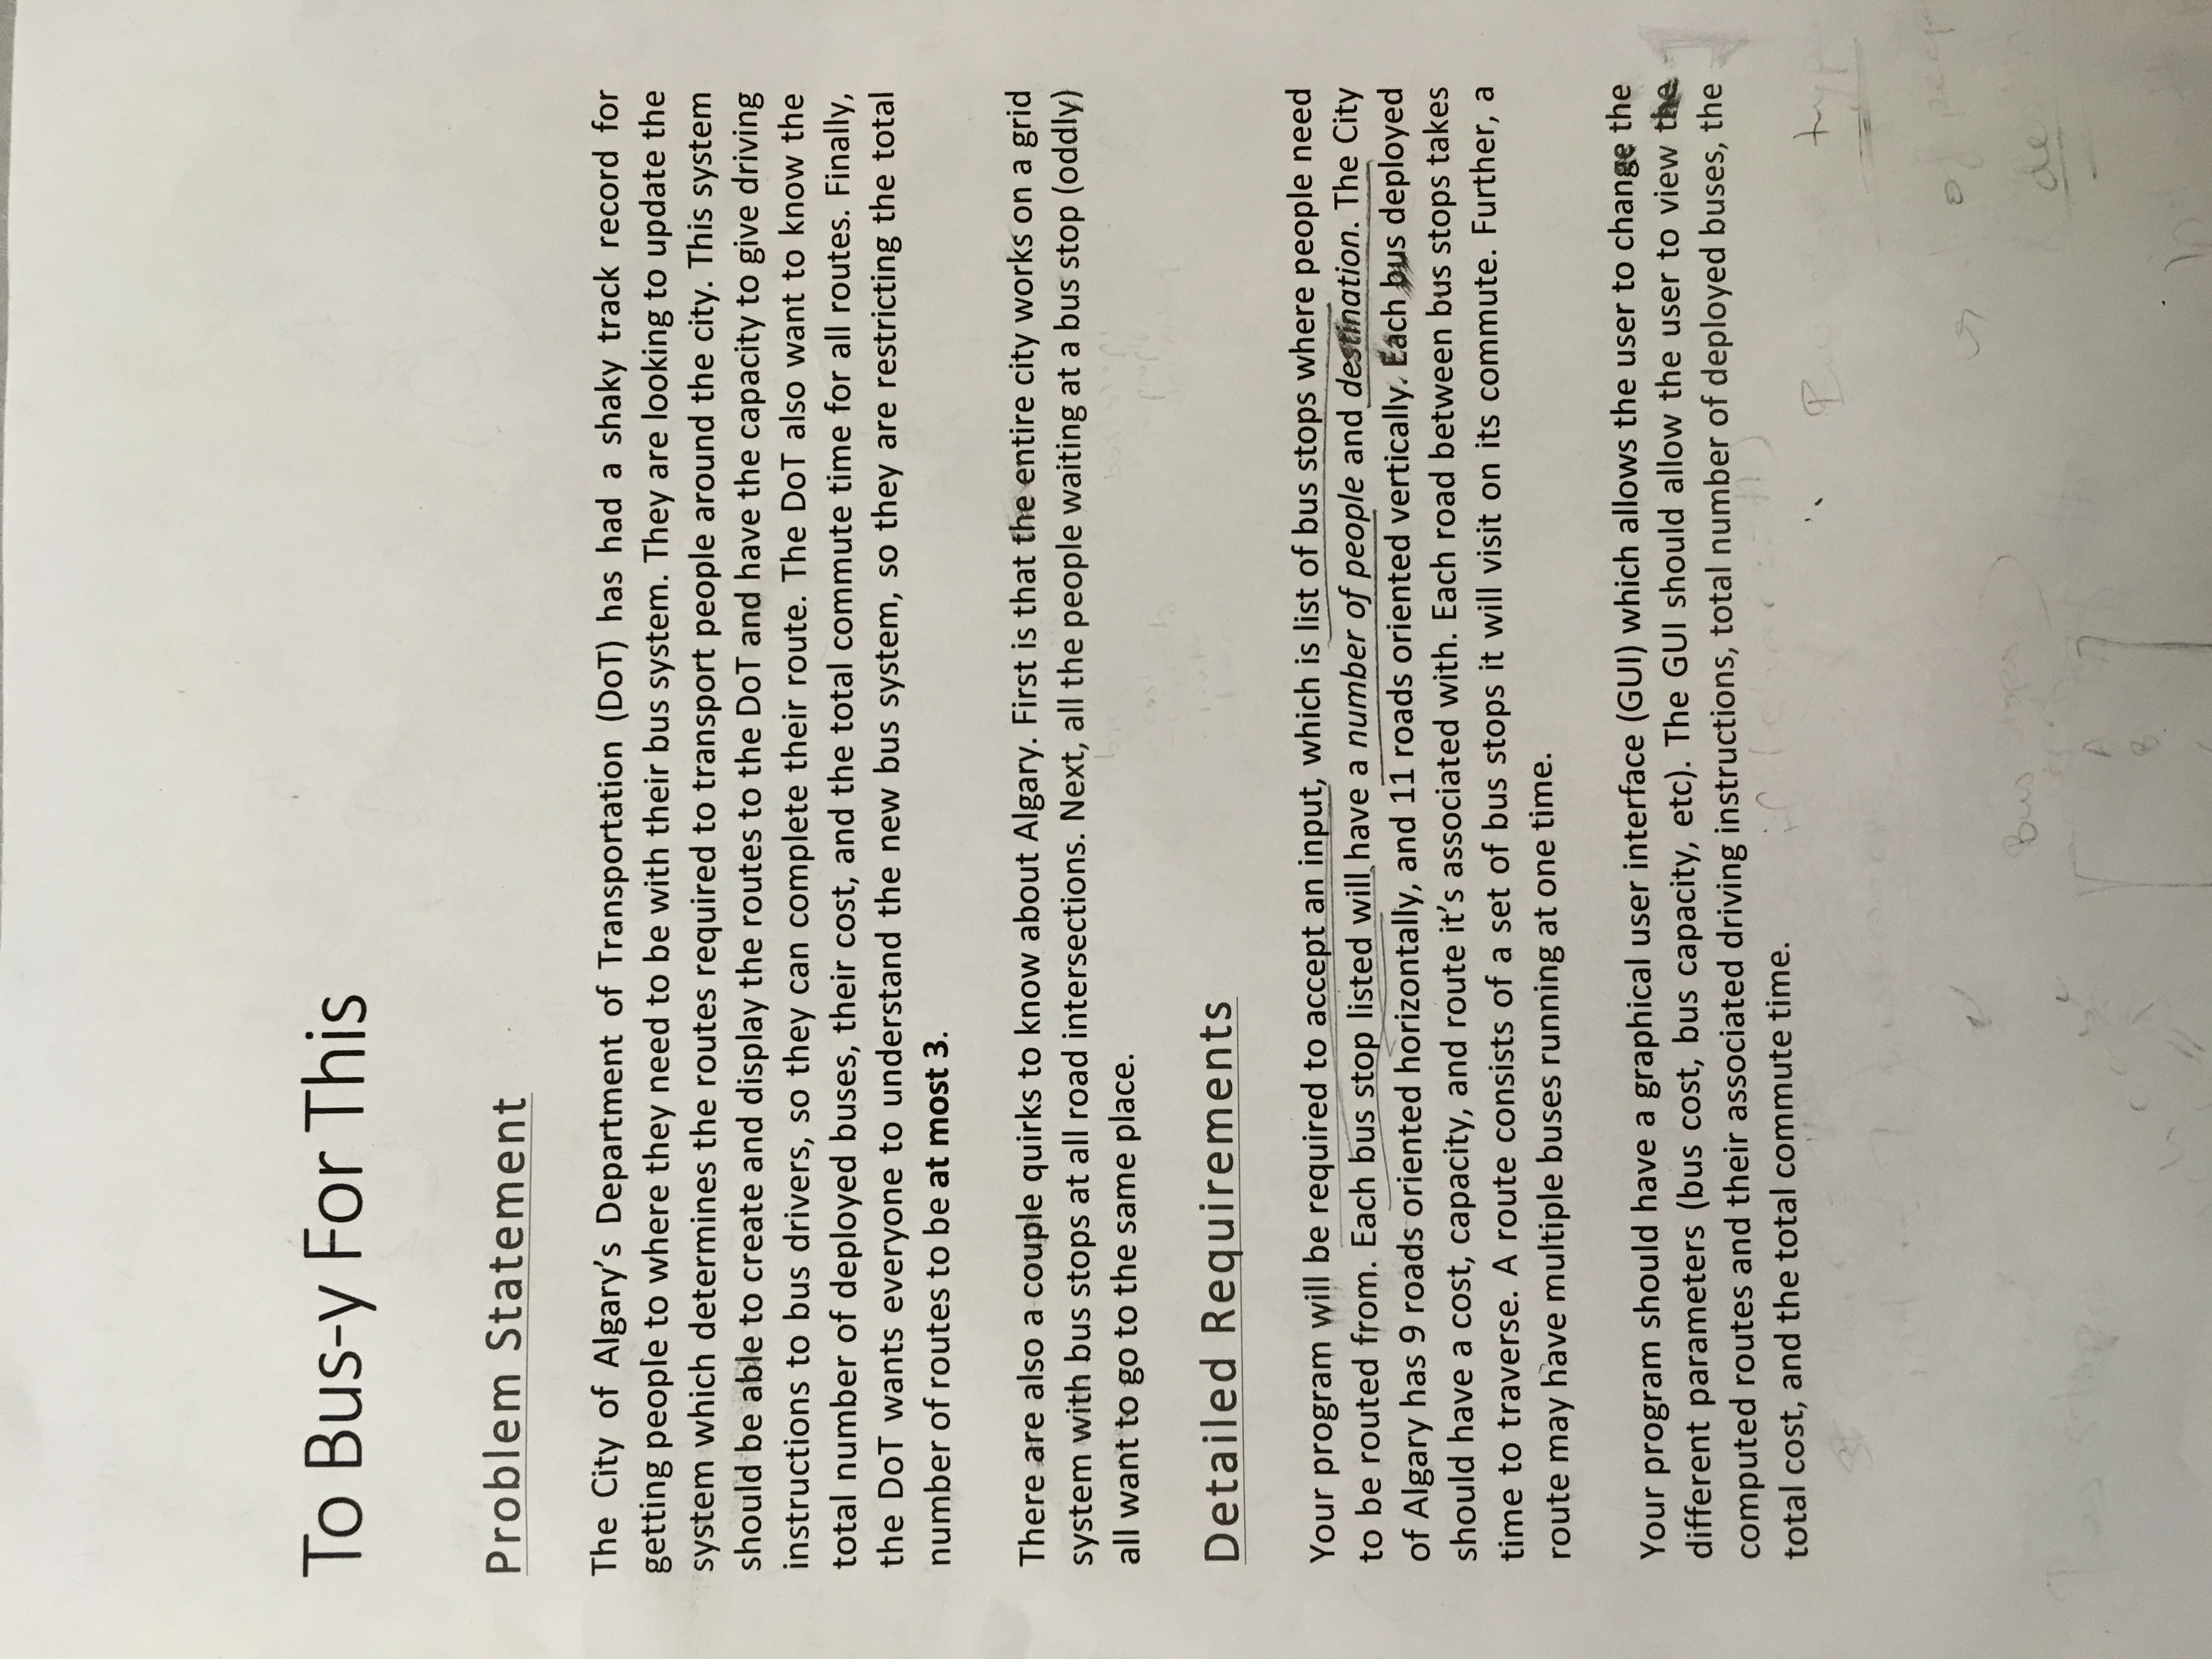 To Bus-y For This
Problem Statement
The City of Algary's Department of Transportation (DoT) has had a shaky track record for
getting people to where they need to be with their bus system. They are looking to update the
system which determines the routes required to transport people around the city. This system
should be able to create and display the routes to the DoT and have the capacity to give driving
instructions to bus drivers, so they can complete their route. The DoT also want to know the
total number of deployed buses, their cost, and the total commute time for all routes. Finally,
the DoT wants everyone to understand the new bus system, so they are restricting the total
number of routes to be at most 3.
There are also a couple quirks to know about Algary. First is that the entire city works on a grid
system with bus stops at all road intersections. Next, all the people waiting at a bus stop (oddly)
all want to go to the same place.
Detailed Requirements
Your program will be required to accept an input, which is list of bus stops where people need
to be routed from. Each bus stop listed will have a number of people and destination. The City
of Algary has 9 roads oriented horizontally, and 11 roads oriented vertically. Each bus deployed
should have a cost, capacity, and route it's associated with. Each road between bus stops takes
time to traverse. A route consists of a set of bus stops it will visit on its commute. Further, a
route may have multiple buses running at one time.
Your program should have a graphical user interface (GUI) which allows the user to change the
different parameters (bus cost, bus capacity, etc). The GUI should allow the user to view the
computed routes and their associated driving instructions, total number of deployed buses, the
total cost, and the total commute time.
typ
of peop
Bus stops
de
A
B